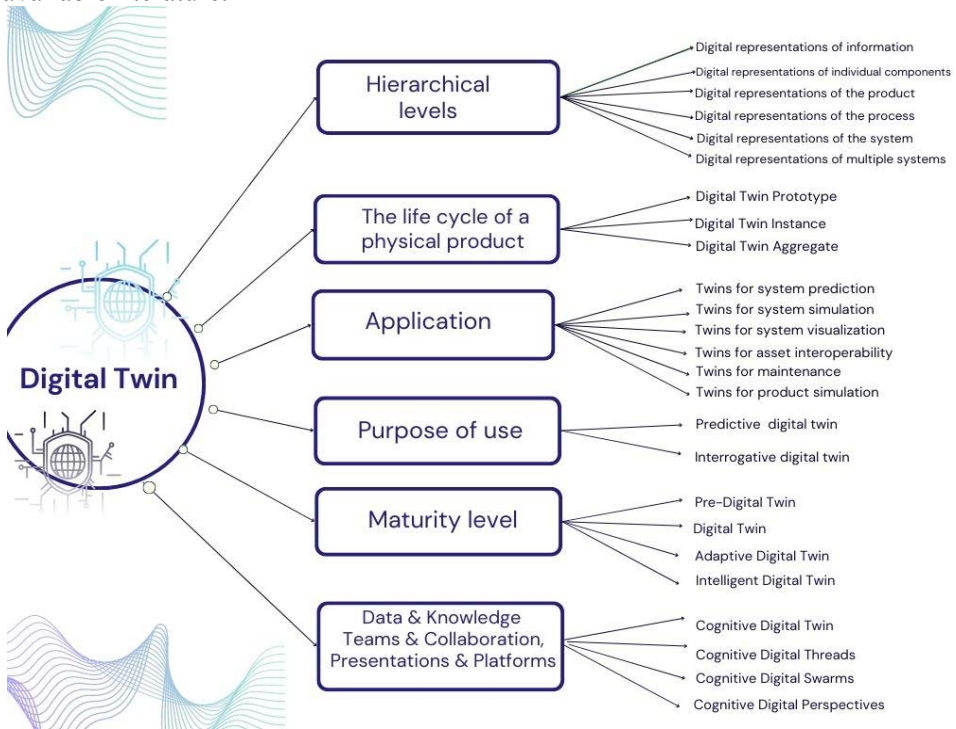 Digital Twin
Hierarchical
levels
Digital representations of information
Digital representations of individual components
Digital representations of the product
Digital representations of the process
Digital representations of the system
Digital representations of multiple systems
The life cycle of a
physical product
Digital Twin Prototype
Digital Twin Instance
Digital Twin Aggregate
Application
Twins for system prediction
Twins for system simulation
Twins for system visualization
Twins for asset interoperability
Twins for maintenance
Twins for product simulation
Purpose of use
Predictive digital twin
Interrogative digital twin
Maturity level
Pre-Digital Twin
Digital Twin
Adaptive Digital Twin
Intelligent Digital Twin
Data & Knowledge
Teams & Collaboration,
Presentations & Platforms
Cognitive Digital Twin
Cognitive Digital Threads
Cognitive Digital Swarms
Cognitive Digital Perspectives